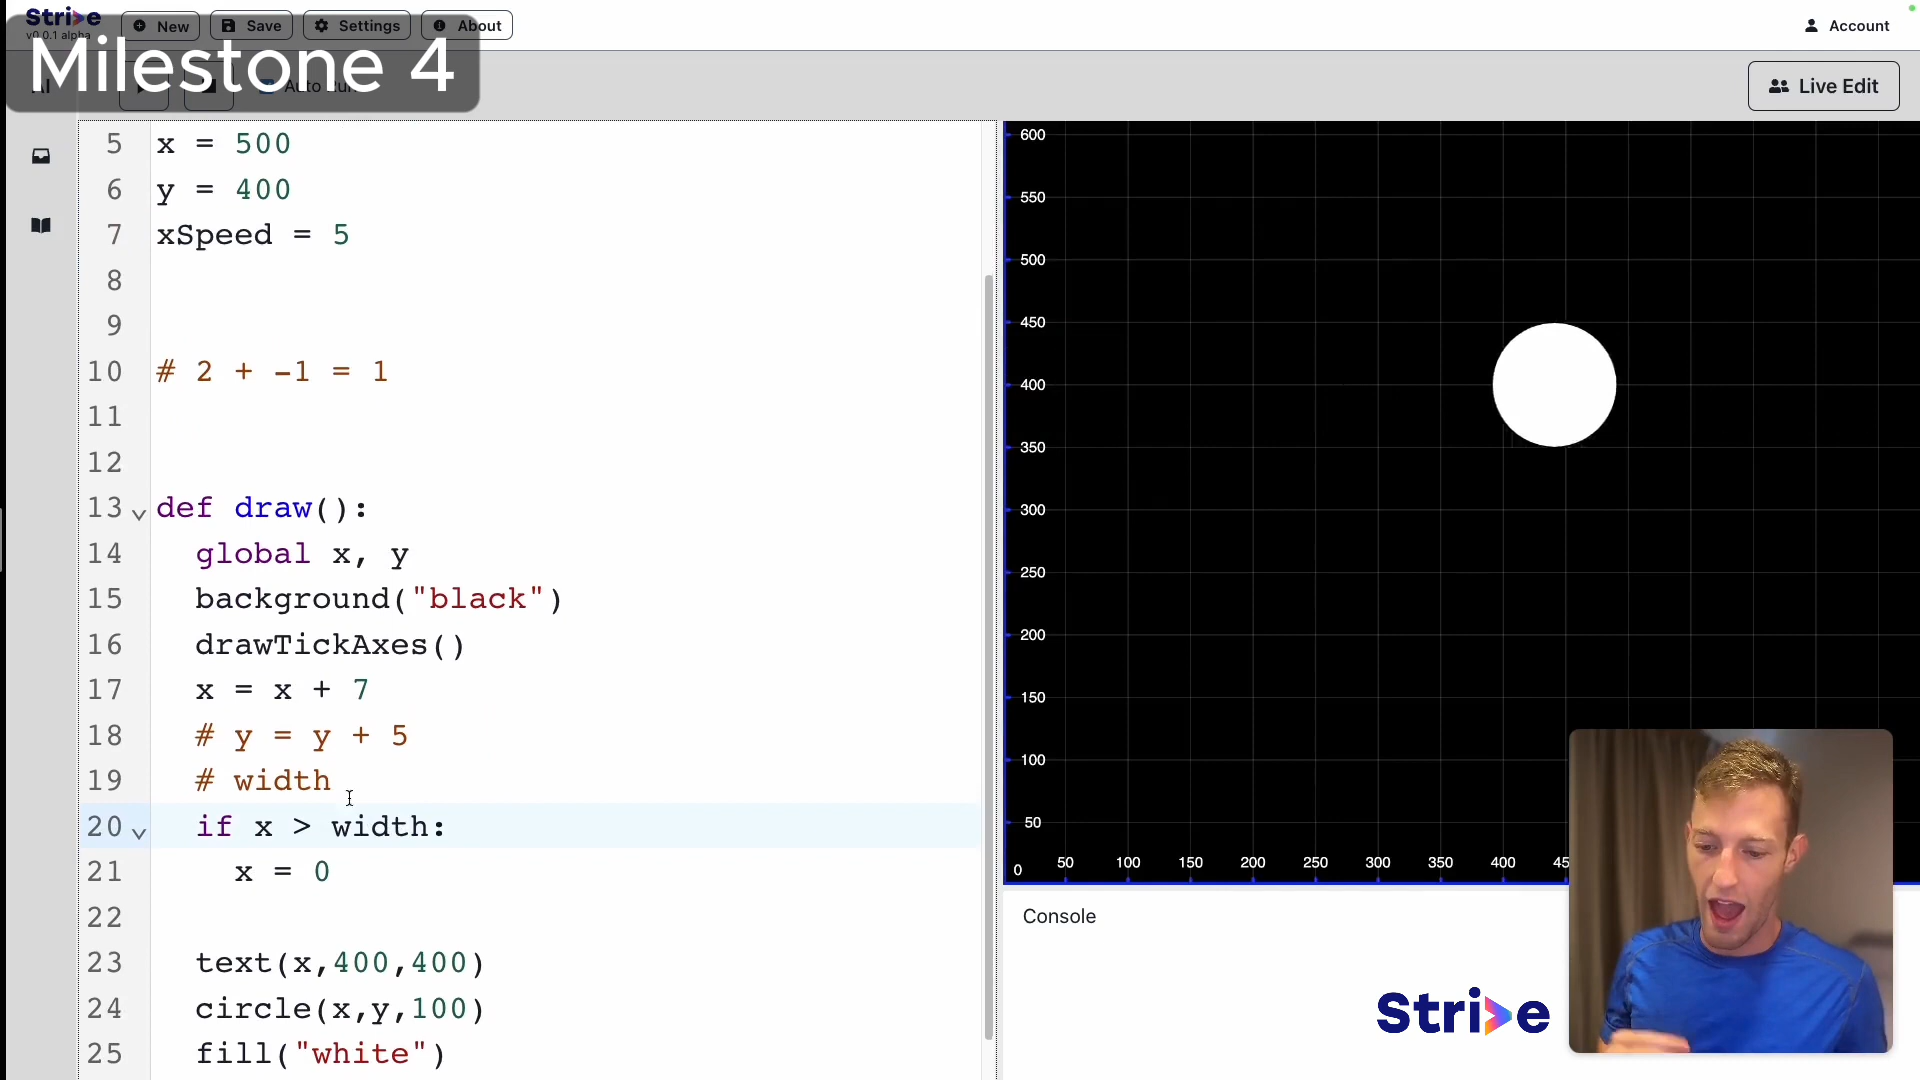 Strive
v0.0.1 alpha
New
Save
Settings
About
Account
Milestone 4
AI
Auto Run
Live Edit
5 x = 500
6 y = 400
7 xSpeed = 5
8
9
10 # 2 + -1 = 1
11
12
13 def draw():
14 global x, y
15 background("black")
16 drawTickAxes()
17 x = x + 7
18 # y = y + 5
19 # width
20 if x > width:
21 x = 0
22
23 text(x,400,400)
24 circle(x,y,100)
25 fill("white")
600
550
500
450
400
350
300
250
200
150
100
50
0 50 100 150 200 250 300 350 400 45
Console
Strive